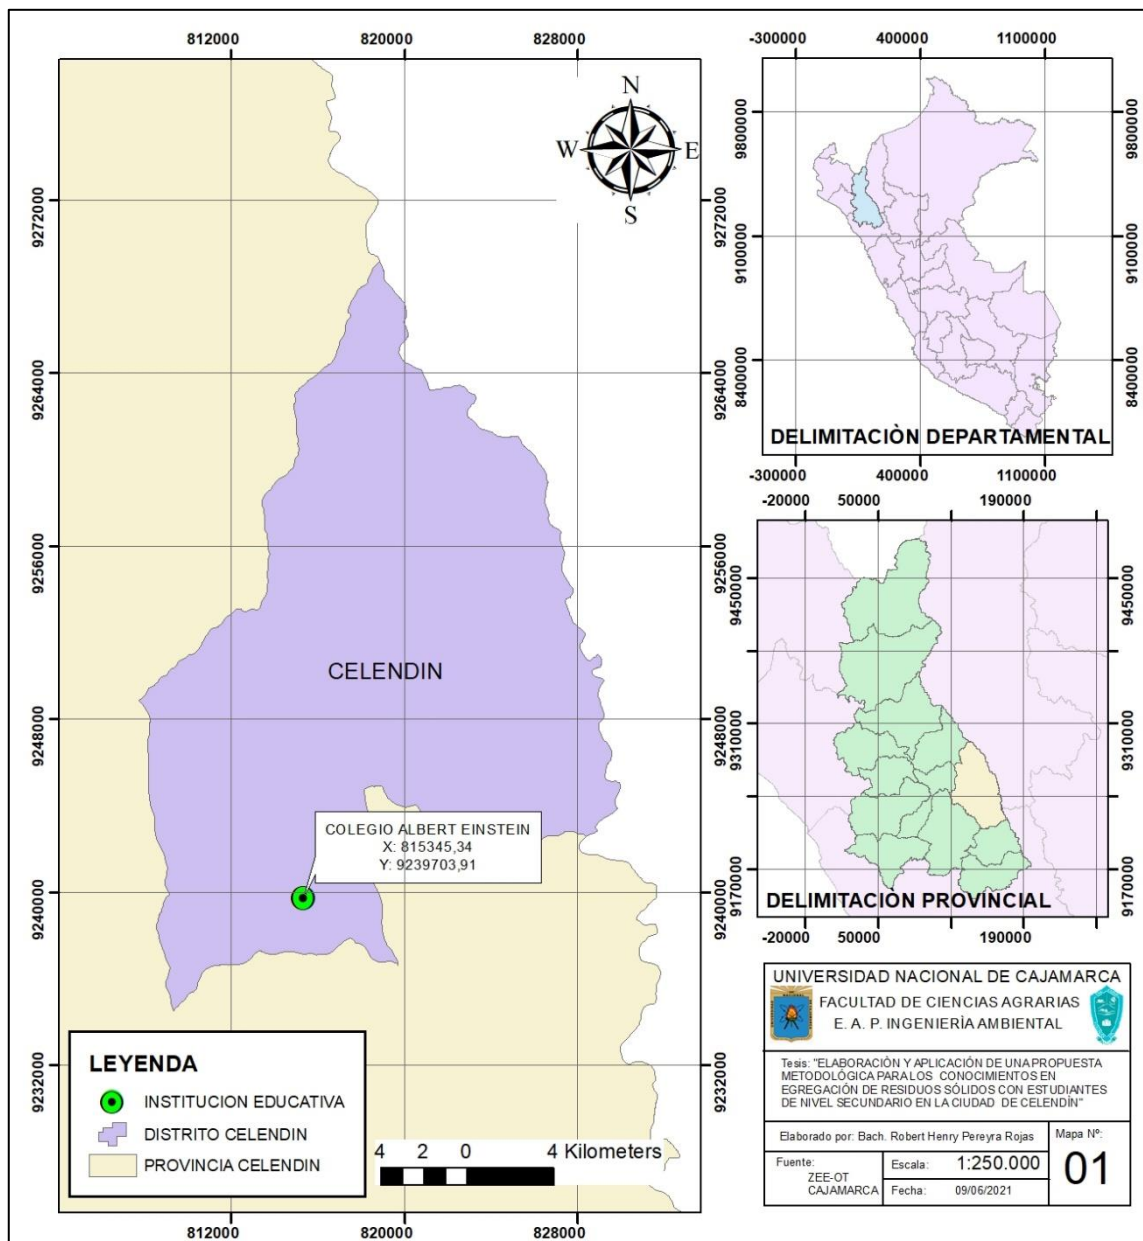 812000 820000 828000
9272000 9272000
9264000 9264000
9256000 9256000
9248000 9248000
9240000 9240000
9232000 9232000
812000 820000 828000
N
W E
S
CELENDIN
COLEGIO ALBERT EINSTEIN
X: 815345,34
Y: 9239703,91
LEYENDA
INSTITUCION EDUCATIVA
DISTRITO CELENDIN
PROVINCIA CELENDIN
4 2 0 4 Kilometers
-300000 400000 1100000
9800000 9800000
9100000 9100000
8400000 8400000
DELIMITACIÒN DEPARTAMENTAL
-300000 400000 1100000
-20000 50000 190000
9450000 9450000
9310000 9310000
9170000 9170000
DELIMITACIÓN PROVINCIAL
-20000 50000 190000
UNIVERSIDAD NACIONAL DE CAJAMARCA
FACULTAD DE CIENCIAS AGRARIAS
E. A. P. INGENIERÌA AMBIENTAL
Tesis: "ELABORACIÓN Y APLICACIÓN DE UNA PROPUESTA
METODOLÓGICA PARA LOS CONOCIMIENTOS EN
EGREGACIÓN DE RESIDUOS SÓLIDOS CON ESTUDIANTES
DE NIVEL SECUNDARIO EN LA CIUDAD DE CELENDÍN"
Elaborado por: Bach. Robert Henry Pereyra Rojas
Mapa Nº:
01
Fuente:
ZEE-OT
CAJAMARCA
Escala: 1:250.000
Fecha: 09/06/2021